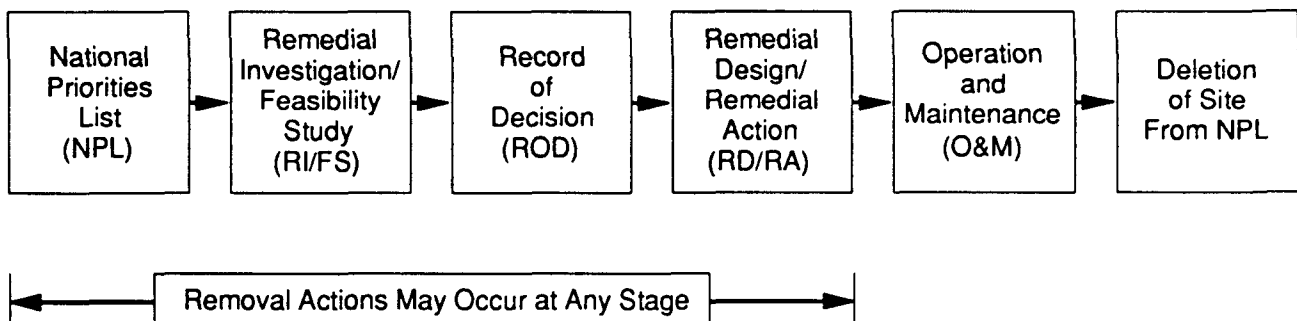 National
Priorities
List
(NPL)
Remedial
Investigation/
Feasibility
Study
(RI/FS)
Record
of
Decision
(ROD)
Remedial
Design/
Remedial
Action
(RD/RA)
Operation
and
Maintenance
(O&M)
Deletion
of Site
From NPL
Removal Actions May Occur at Any Stage